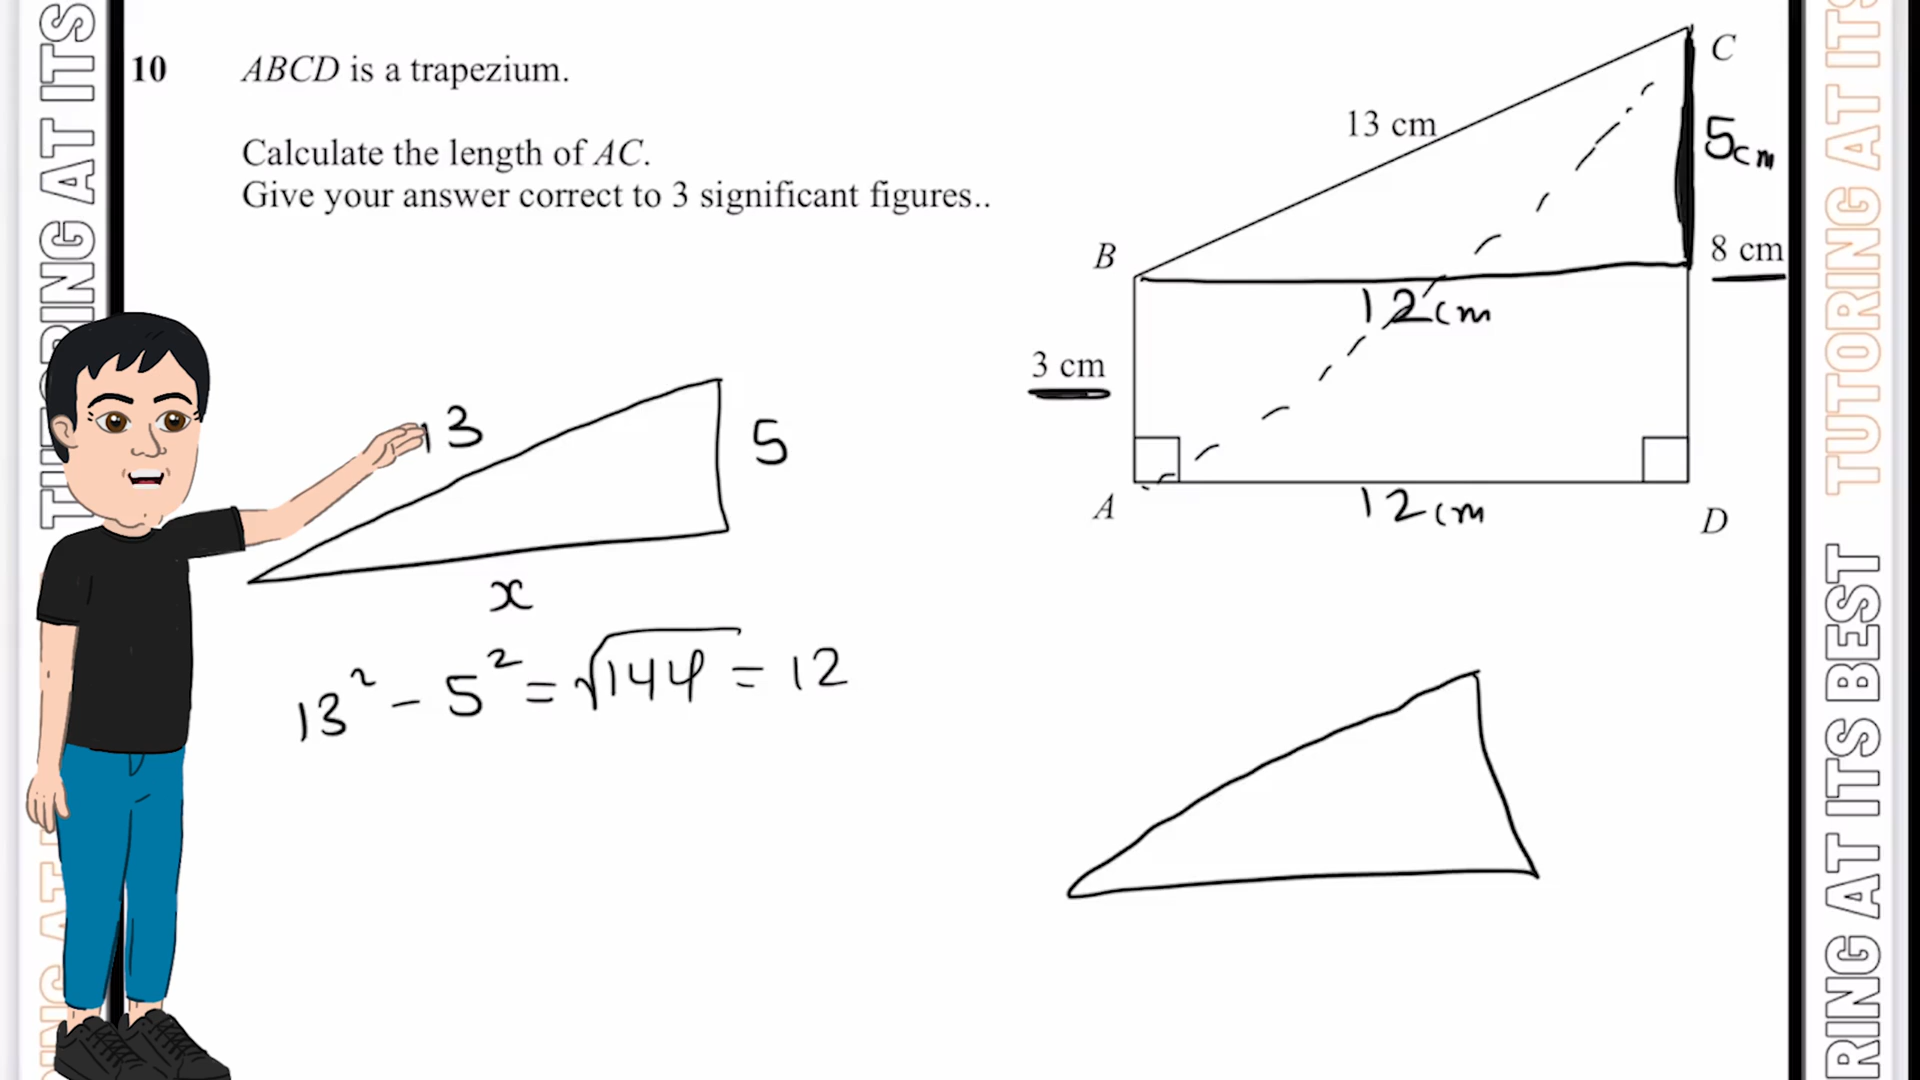 TUTORING AT ITS
10 ABCD is a trapezium.
Calculate the length of AC.
Give your answer correct to 3 significant figures..
C
13 cm
5cm
B
8 cm
12cm
3 cm
A
12cm
D
13
5
x
13² - 5² = √144 = 12
TUTORING AT ITS
RING AT ITS BEST